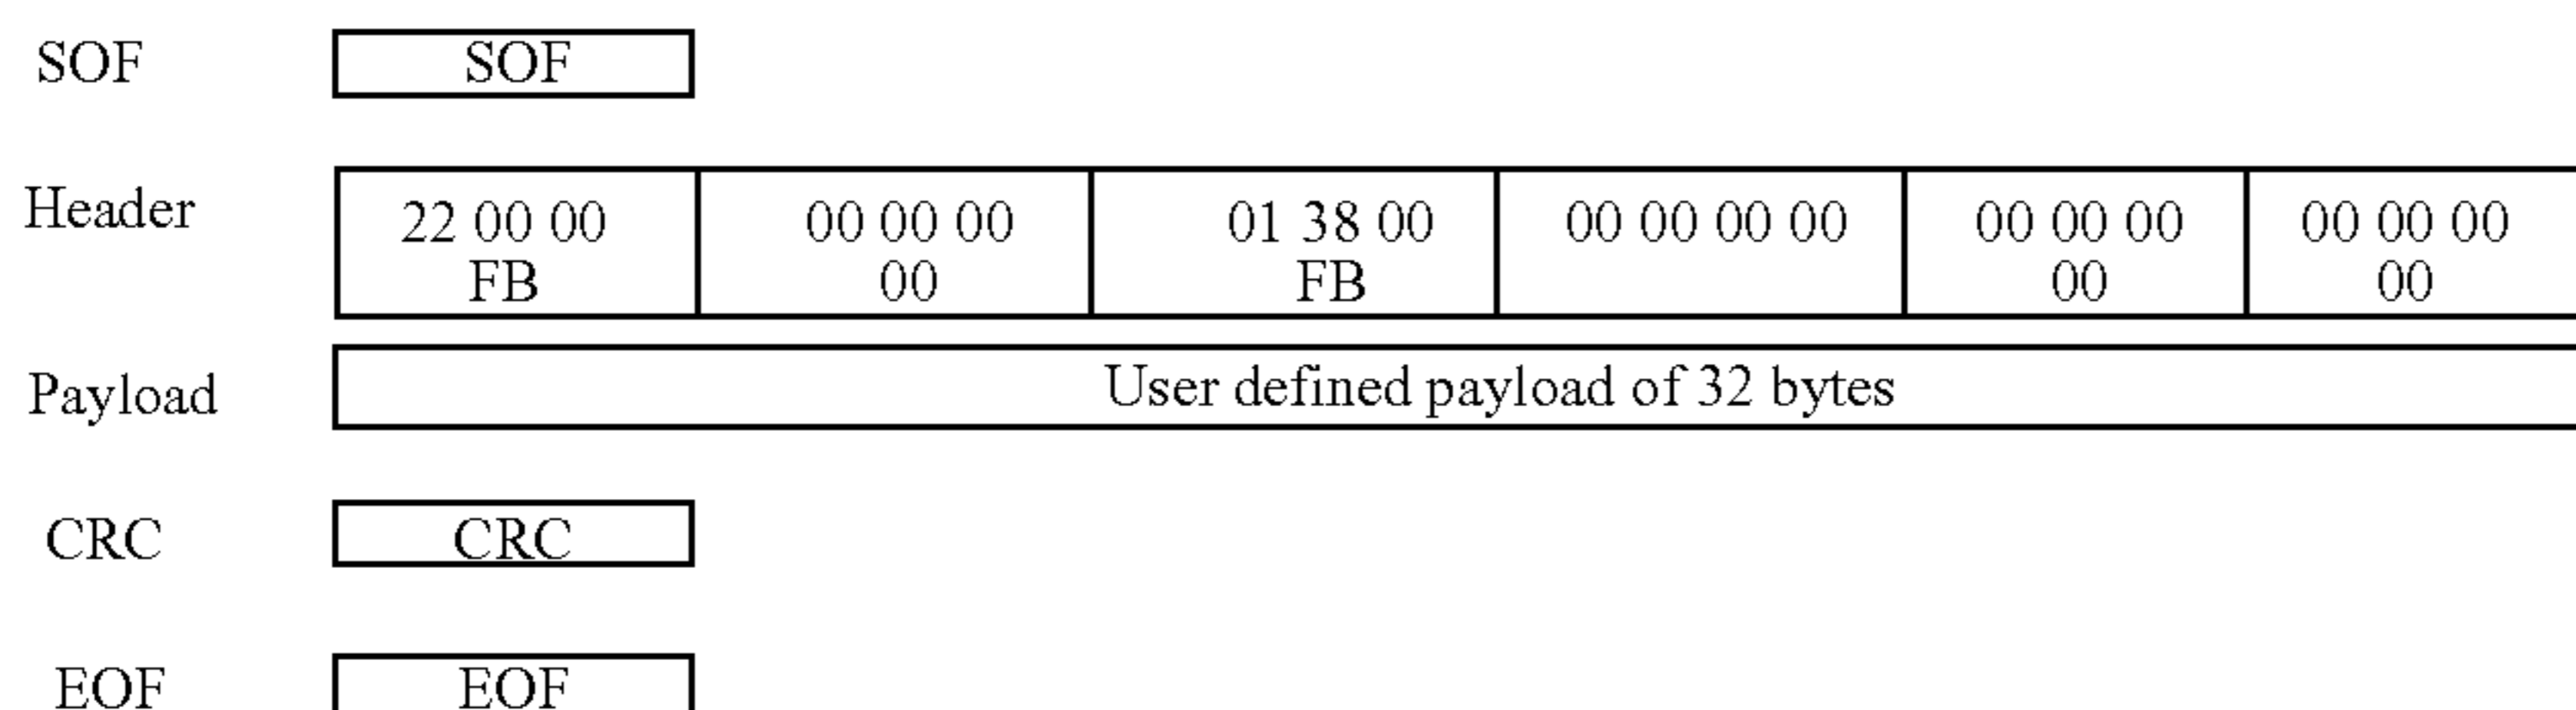 SOF SOF
Header 22 00 00 00 00 00 01 38 00 00 00 00 00 00 00 00 00 00 00
FB 00 FB 00 00
Payload User defined payload of 32 bytes
CRC CRC
EOF EOF